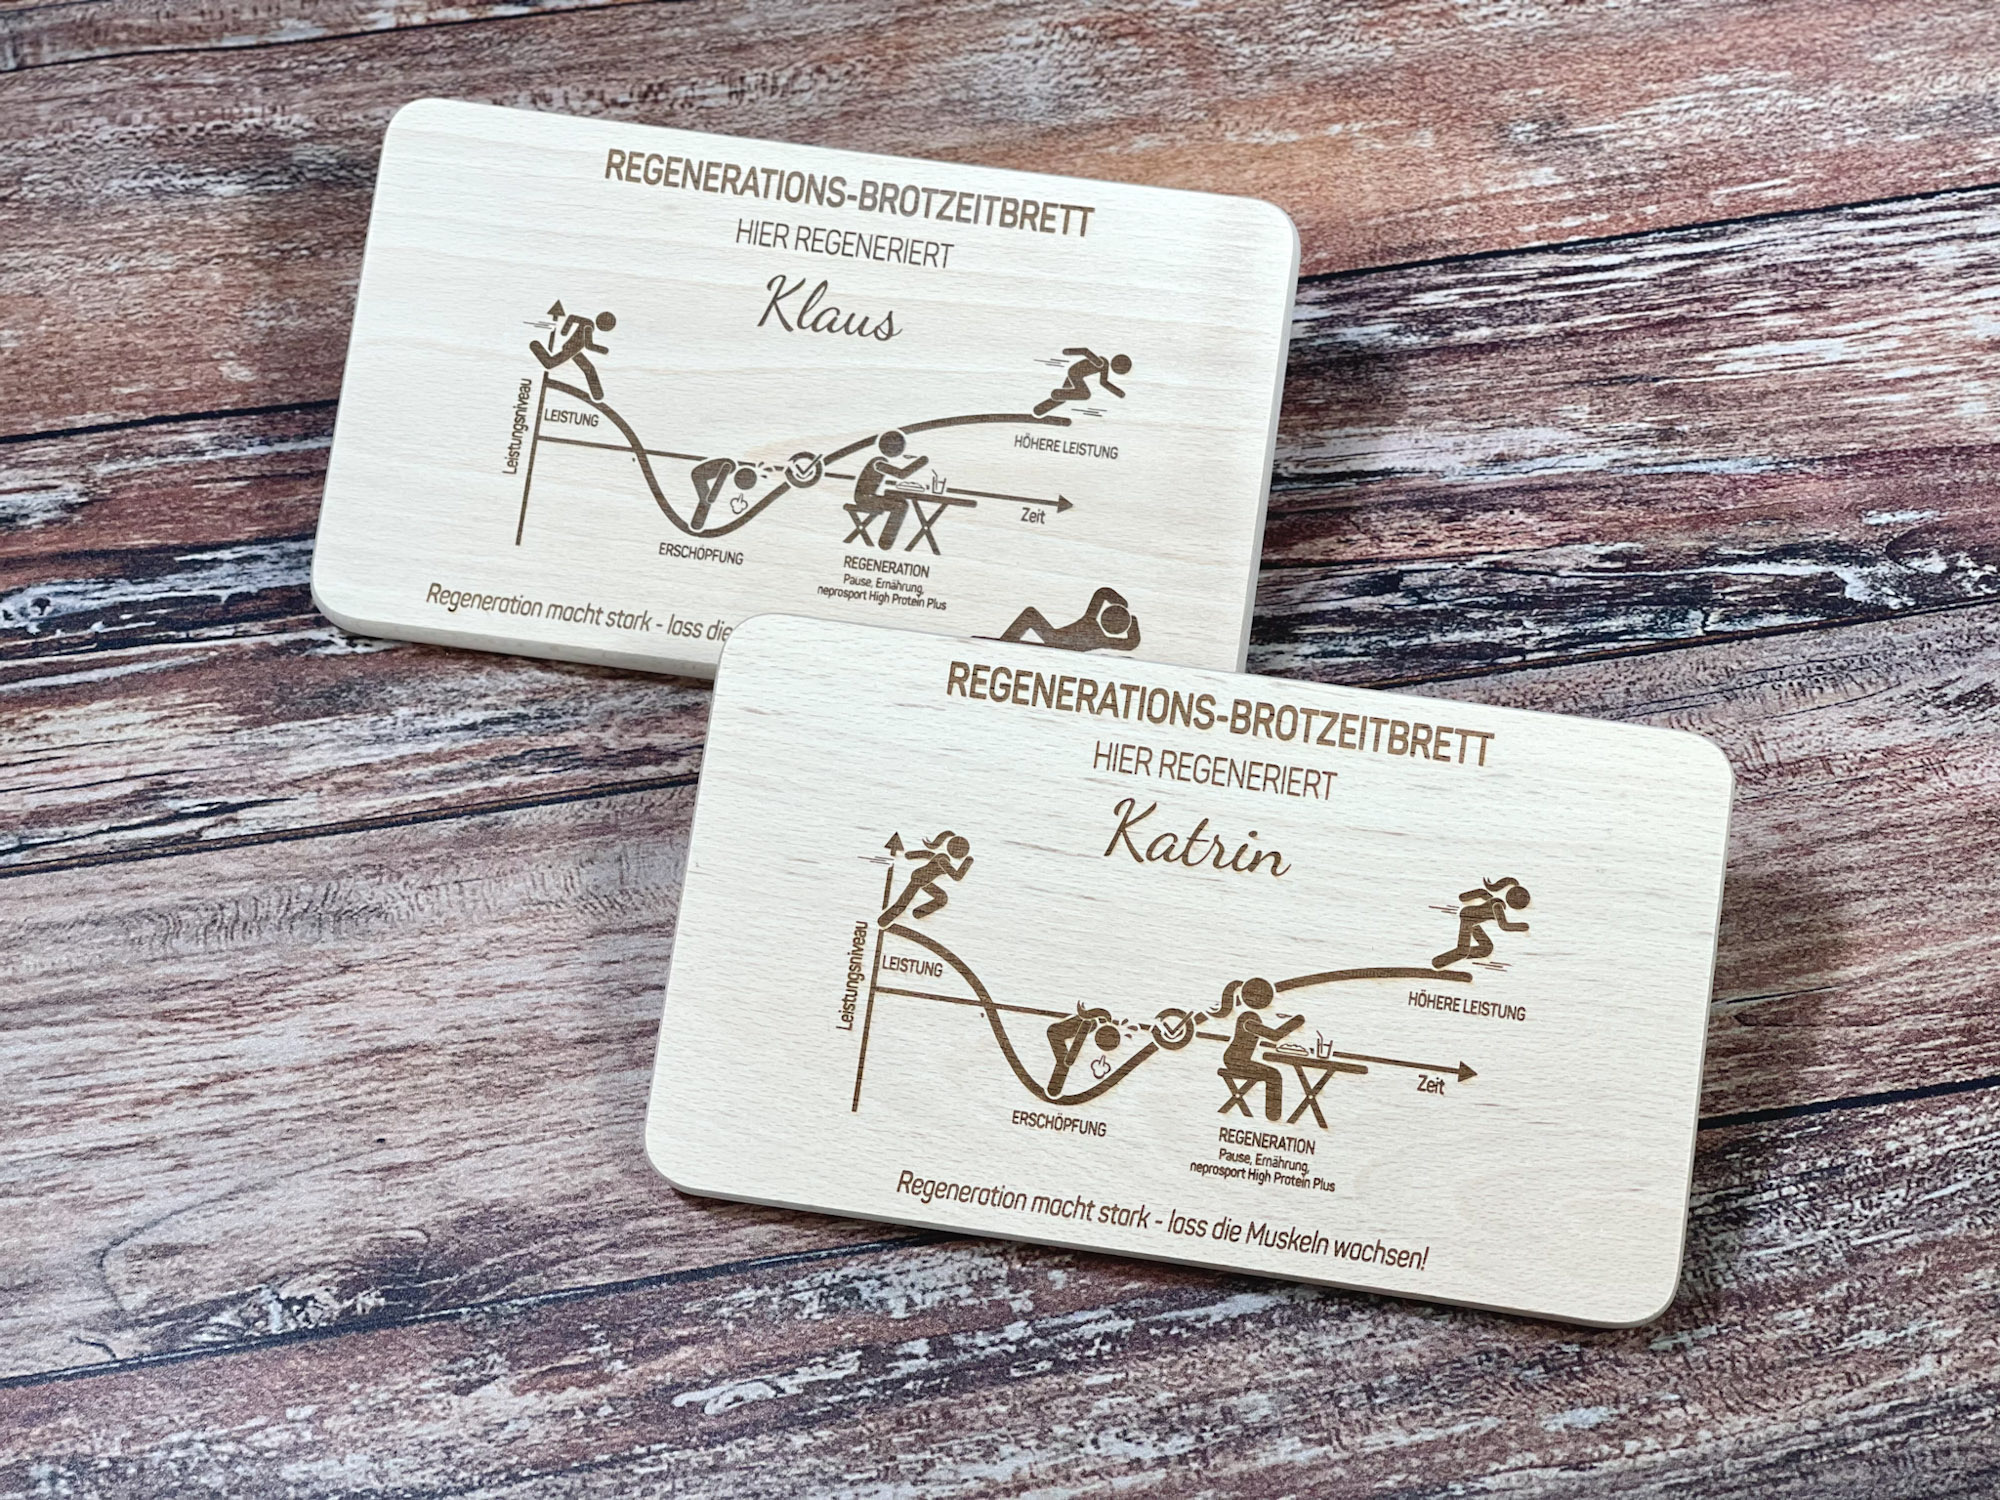 REGENERATIONS-BROTZEITBRETT
HIER REGENERIERT
Klaus
Leistungsniveau
LEISTUNG
HÖHERE LEISTUNG
Zeit
ERSCHÖPFUNG
REGENERATION
Pause, Ernährung,
neprosport High Protein Plus
Regeneration macht stark - lass die
REGENERATIONS-BROTZEITBRETT
HIER REGENERIERT
Katrin
Leistungsniveau
LEISTUNG
HÖHERE LEISTUNG
Zeit
ERSCHÖPFUNG
REGENERATION
Pause, Ernährung,
neprosport High Protein Plus
Regeneration macht stark - lass die Muskeln wachsen!